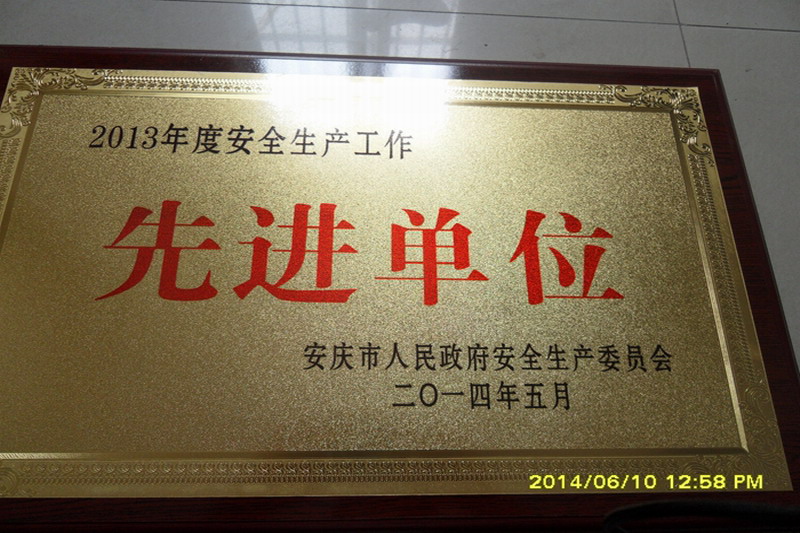 2013年度安全生产工作
先进单位
安庆市人民政府安全生产委员会
二〇一四年五月
2014/06/10 12:58 PM